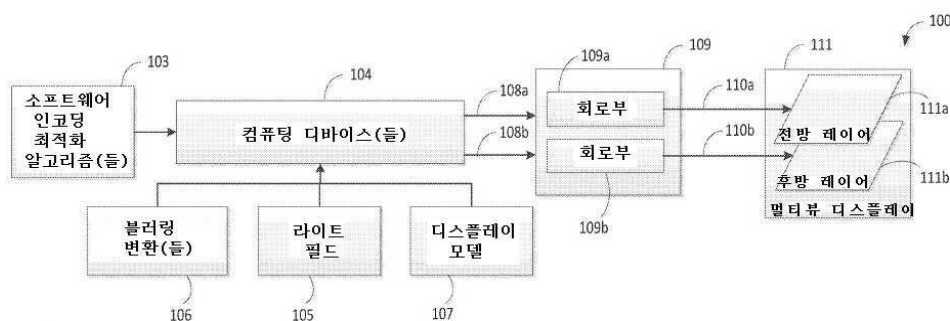 100
103
104
109
109a
111
소프트웨어
인코딩
최적화
알고리즘(들)
컴퓨팅 디바이스(들)
108a
108b
회로부
회로부
110a
110b
전방 레이어
111a
후방 레이어
111b
멀티뷰 디스플레이
109b
블러링
변환(들)
라이트
필드
디스플레이
모델
106
105
107